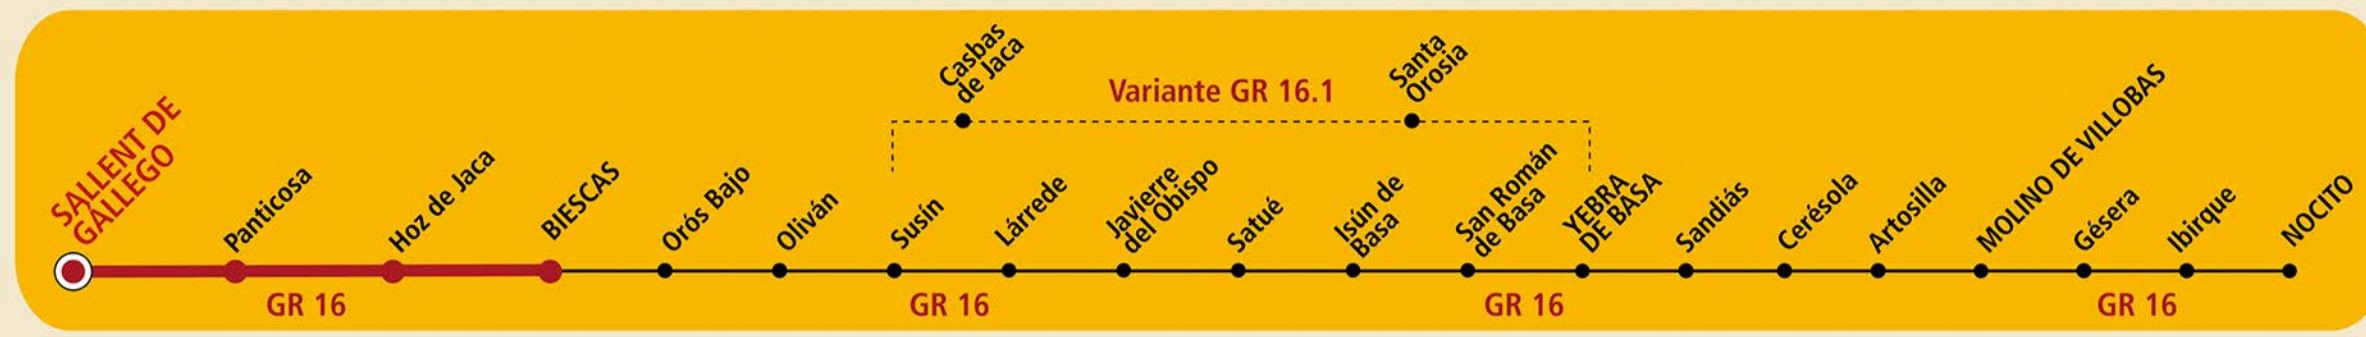 Casbas
de Jaca
Variante GR 16.1
Santa
Orosia
SALLENT DE
GÁLLEGO
Panticosa
Hoz de Jaca
BIESCAS
Orós Bajo
Oliván
Susín
Lárrede
Javierre
del Obispo
Satué
Isún de
Basa
San Román
de Basa
YEBRA
DE BASA
Sandiás
Cerésola
Artosilla
MOLINO DE VILLOBAS
Gésera
Ibirque
NOCITO
GR 16
GR 16
GR 16
GR 16